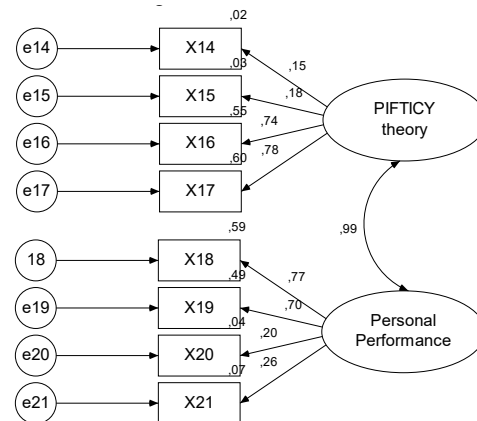 ,02
e14 X14
,03 ,15
e15 X15 ,18 PIFTICY
,55 theory
e16 X16 ,74
,60 ,78
e17 X17
,59 ,99
18 X18
,49 ,77
e19 X19 ,70 Personal
,04 Performance
e20 X20 ,20
,07 ,26
e21 X21